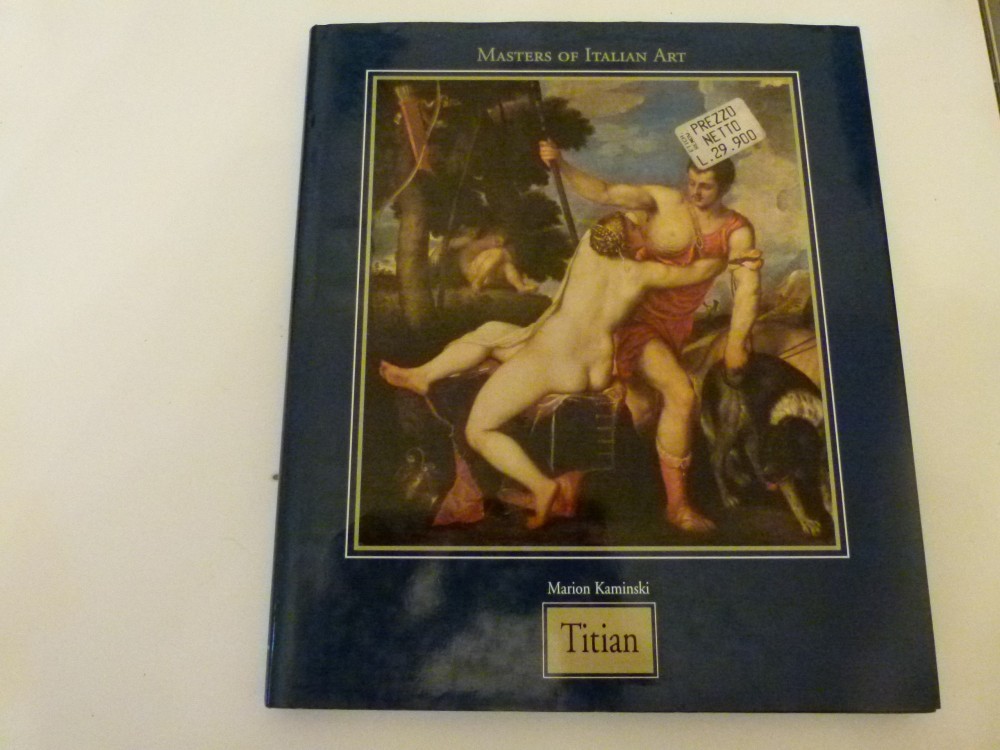 Masters of Italian Art
PREZZO
NETTO
L.29.900
Marion Kaminski
Titian